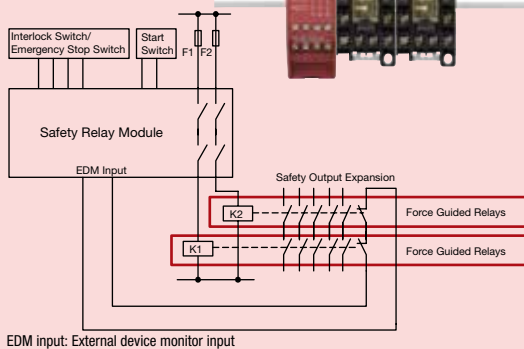 Interlock Switch/
Emergency Stop Switch
Start
Switch
F1 F2
Safety Relay Module
EDM Input
Safety Output Expansion
K2
Force Guided Relays
K1
Force Guided Relays
EDM input: External device monitor input